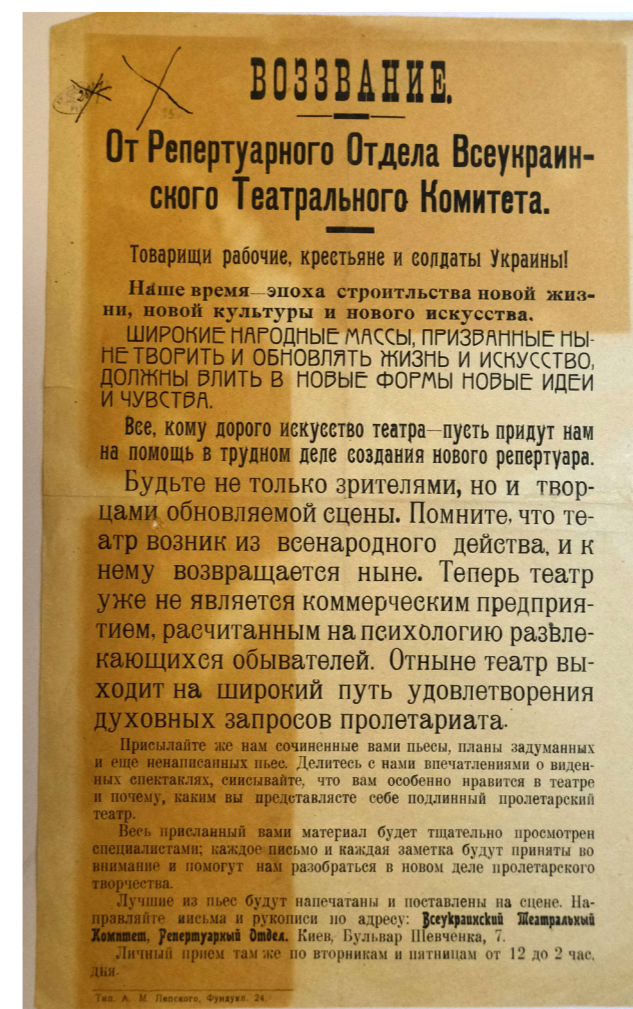 ВОЗЗВАНИЕ.
От Репертуарного Отдела Всеукраин-
ского Театрального Комитета.
Товарищи рабочие, крестьяне и солдаты Украины!
Наше время—эпоха строитльства новой жиз-
ни, новой культуры и нового искусства.
ШИРОКИЕ НАРОДНЫЕ МАССЫ, ПРИЗВАННЫЕ НЫ-
НЕ ТВОРИТЬ И ОБНОВЛЯТЬ ЖИЗНЬ И ИСКУССТВО,
ДОЛЖНЫ ВЛИТЬ В НОВЫЕ ФОРМЫ НОВЫЕ ИДЕИ
И ЧУВСТВА.
Все, кому дорого искусство театра—пусть придут нам
на помощь в трудном деле создания нового репертуара.
Будьте не только зрителями, но и твор-
цами обновляемой сцены. Помните, что те-
атр возник из всенародного действа, и к
нему возвращается ныне. Теперь театр
уже не является коммерческим предприя-
тием, расчитанным на психологию развле-
кающихся обывателей. Отныне театр вы-
ходит на широкий путь удовлетворения
духовных запросов пролетариата.
Присылайте же нам сочиненные вами пьесы, планы задуманных
и еще ненаписанных пьес. Делитесь с нами впечатлениями о виден-
ных спектаклях, списывайте, что вам особенно нравится в театре
и почему, каким вы представляете себе подлинный пролетарский
театр.
Весь присланный вами материал будет тщательно просмотрен
специалистами; каждое письмо и каждая заметка будут приняты во
внимание и помогут нам разобраться в новом деле пролетарского
творчества.
Лучшие из пьес будут напечатаны и поставлены на сцене. На-
правляйте письма и рукописи по адресу: Всеукраинский Театральный
Комитет, Репертуарный Отдел. Киев, Бульвар Шевченка, 7.
Личный прием там же по вторникам и пятницам от 12 до 2 час.
дня.
Тип. А. М. Лепского, Фундукл. 24.